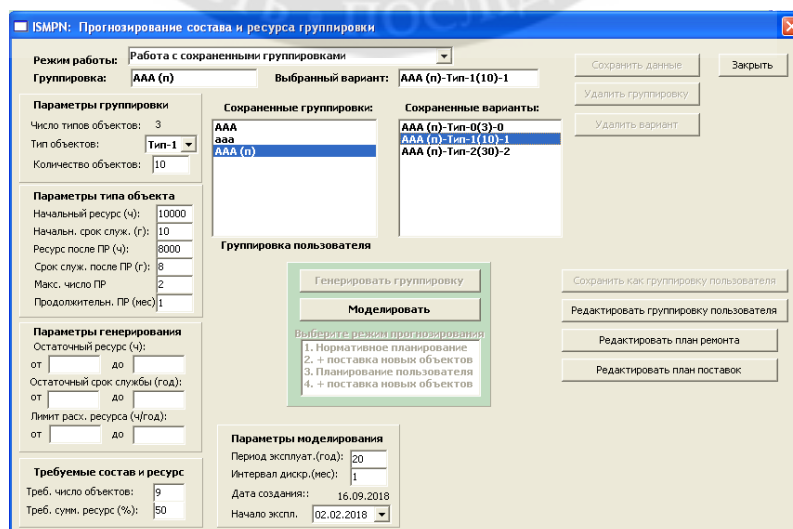 ISMPN: Прогнозирование состава и ресурса группировки
Режим работы: Работа с сохраненными группировками
Группировка: ААА (п) Выбранный вариант: ААА (п)-Тип-1(10)-1
Сохранить данные
Закрыть
Удалить группировку
Удалить вариант
Параметры группировки
Число типов объектов: 3
Тип объектов: Тип-1
Количество объектов: 10
Сохраненные группировки:
ААА
ааа
ААА (п)
Сохраненные варианты:
ААА (п)-Тип-0(3)-0
ААА (п)-Тип-1(10)-1
ААА (п)-Тип-2(30)-2
Параметры типа объекта
Начальный ресурс (ч): 10000
Начальн. срок служ. (г): 10
Ресурс после ПР (ч): 8000
Срок служ. после ПР (г): 8
Макс. число ПР 2
Продолжительн. ПР (мес) 1
Группировка пользователя
Генерировать группировку
Моделировать
Выберите режим прогнозирования
1. Нормативное планирование
2. + поставка новых объектов
3. Планирование пользователя
4. + поставка новых объектов
Сохранить как группировку пользователя
Редактировать группировку пользователя
Редактировать план ремонта
Редактировать план поставок
Параметры генерирования
Остаточный ресурс (ч):
от до
Остаточный срок службы (год):
от до
Лимит расх. ресурса (ч/год):
от до
Требуемые состав и ресурс
Треб. число объектов: 9
Треб. сумм. ресурс (%): 50
Параметры моделирования
Период эксплуат.(год): 20
Интервал дискр.(мес): 1
Дата создания:: 16.09.2018
Начало экспл. 02.02.2018